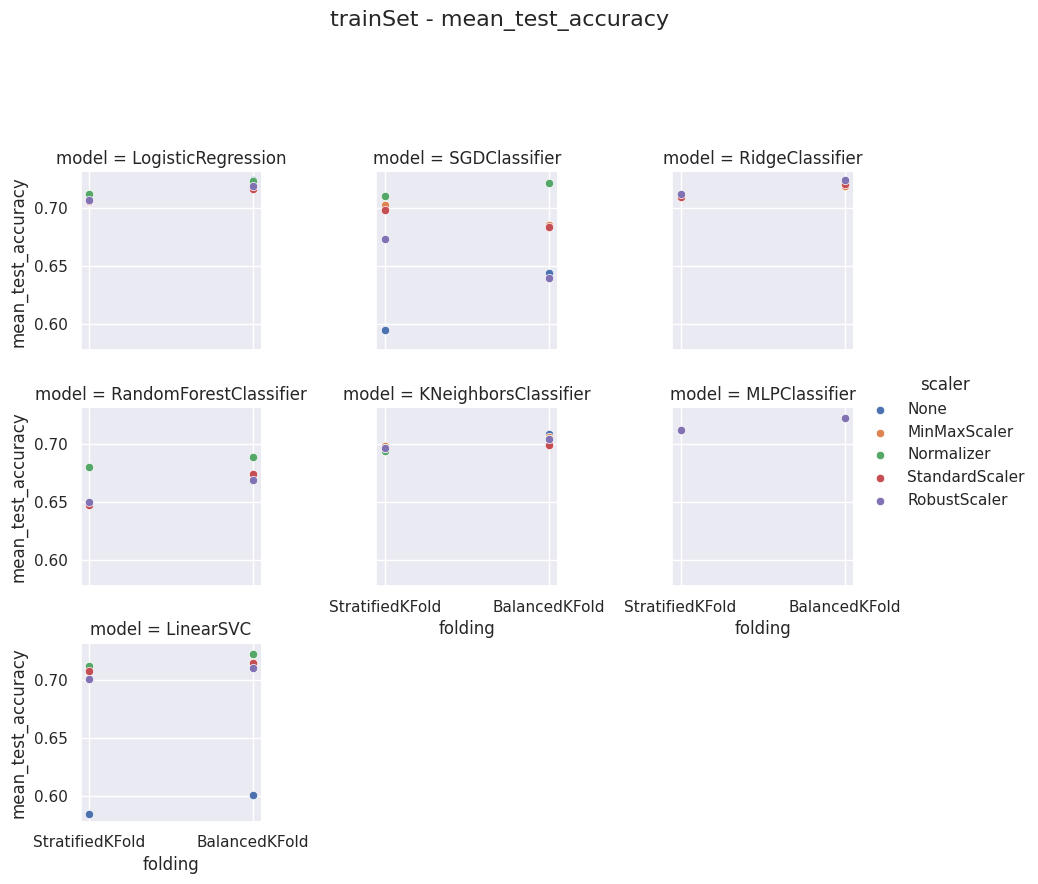 trainSet - mean_test_accuracy
model = LogisticRegression
model = SGDClassifier
model = RidgeClassifier
mean_test_accuracy
0.70
0.65
0.60
model = RandomForestClassifier
model = KNeighborsClassifier
model = MLPClassifier
mean_test_accuracy
0.70
0.65
0.60
StratifiedKFold
BalancedKFold
folding
StratifiedKFold
BalancedKFold
folding
scaler
None
MinMaxScaler
Normalizer
StandardScaler
RobustScaler
model = LinearSVC
mean_test_accuracy
0.70
0.65
0.60
StratifiedKFold
BalancedKFold
folding